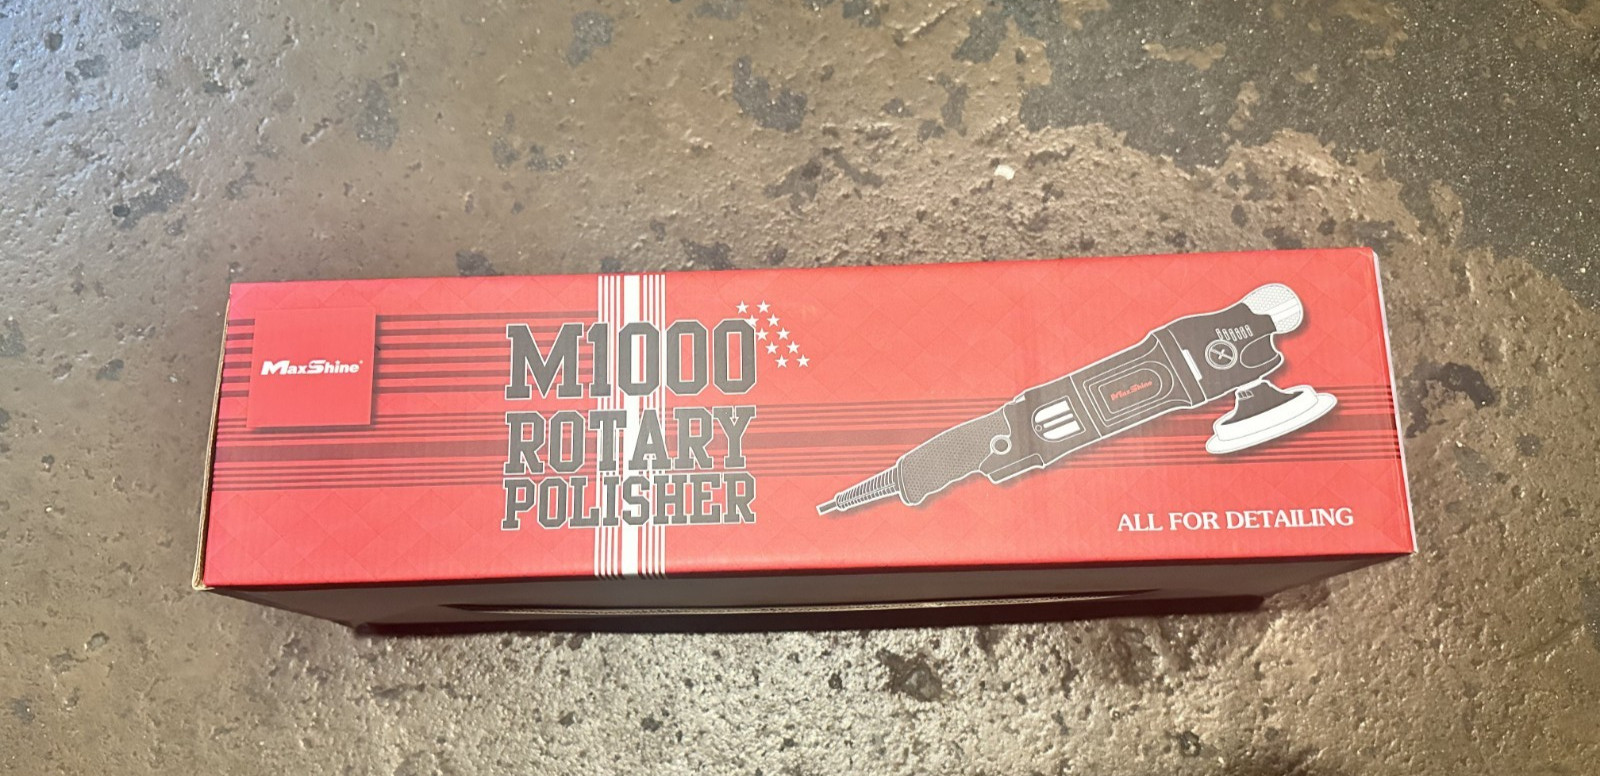 MaxShine®
M1000
ROTARY
POLISHER
MaxShine
ALL FOR DETAILING